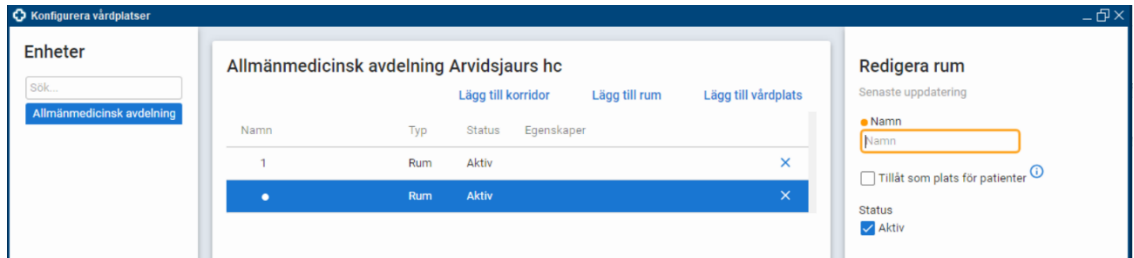 Konfigurera vårdplatser
Enheter
Sök...
Allmänmedicinsk avdelning
Allmänmedicinsk avdelning Arvidsjaurs hc
Lägg till korridor Lägg till rum Lägg till vårdplats
Namn Typ Status Egenskaper
1 Rum Aktiv
Rum Aktiv
Redigera rum
Senaste uppdatering
Namn
Namn
Tillåt som plats för patienter
Status
Aktiv